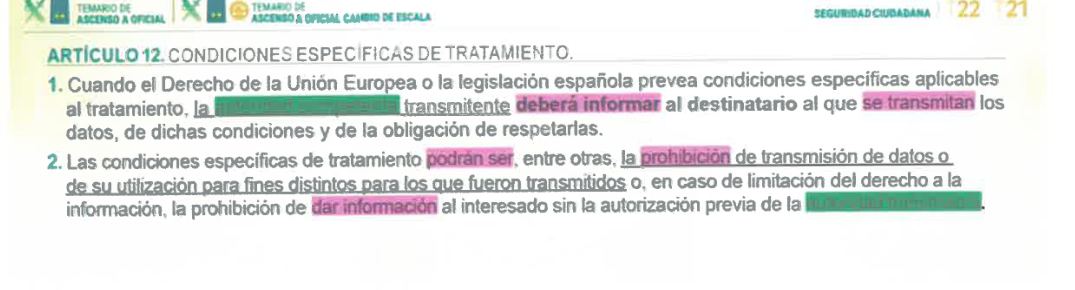 TEMARIO DE
ASCENSO A OFICIAL
TEMARIO DE
ASCENSO A OFICIAL CAMBIO DE ESCALA
SEGURIDAD CIUDADANA T22 T21
ARTÍCULO 12. CONDICIONES ESPECÍFICAS DE TRATAMIENTO.
1. Cuando el Derecho de la Unión Europea o la legislación española prevea condiciones específicas aplicables
al tratamiento, la autoridad competente transmitente deberá informar al destinatario al que se transmitan los
datos, de dichas condiciones y de la obligación de respetarlas.
2. Las condiciones específicas de tratamiento podrán ser, entre otras, la prohibición de transmisión de datos o
de su utilización para fines distintos para los que fueron transmitidos o, en caso de limitación del derecho a la
información, la prohibición de dar información al interesado sin la autorización previa de la